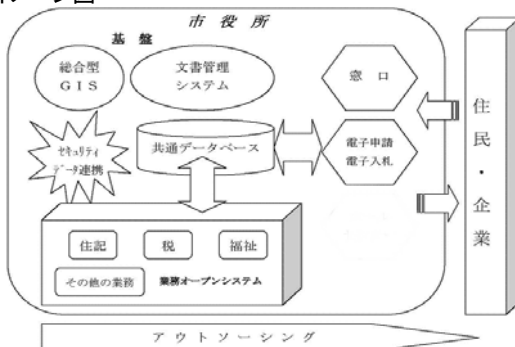 市役所
基盤
総合型
GIS
文書管理
システム
窓口
セキュリティ
データ連携
共通データベース
電子申請
電子入札
住民・企業
住記
税
福祉
その他の業務
業務オープンシステム
アウトソーシング